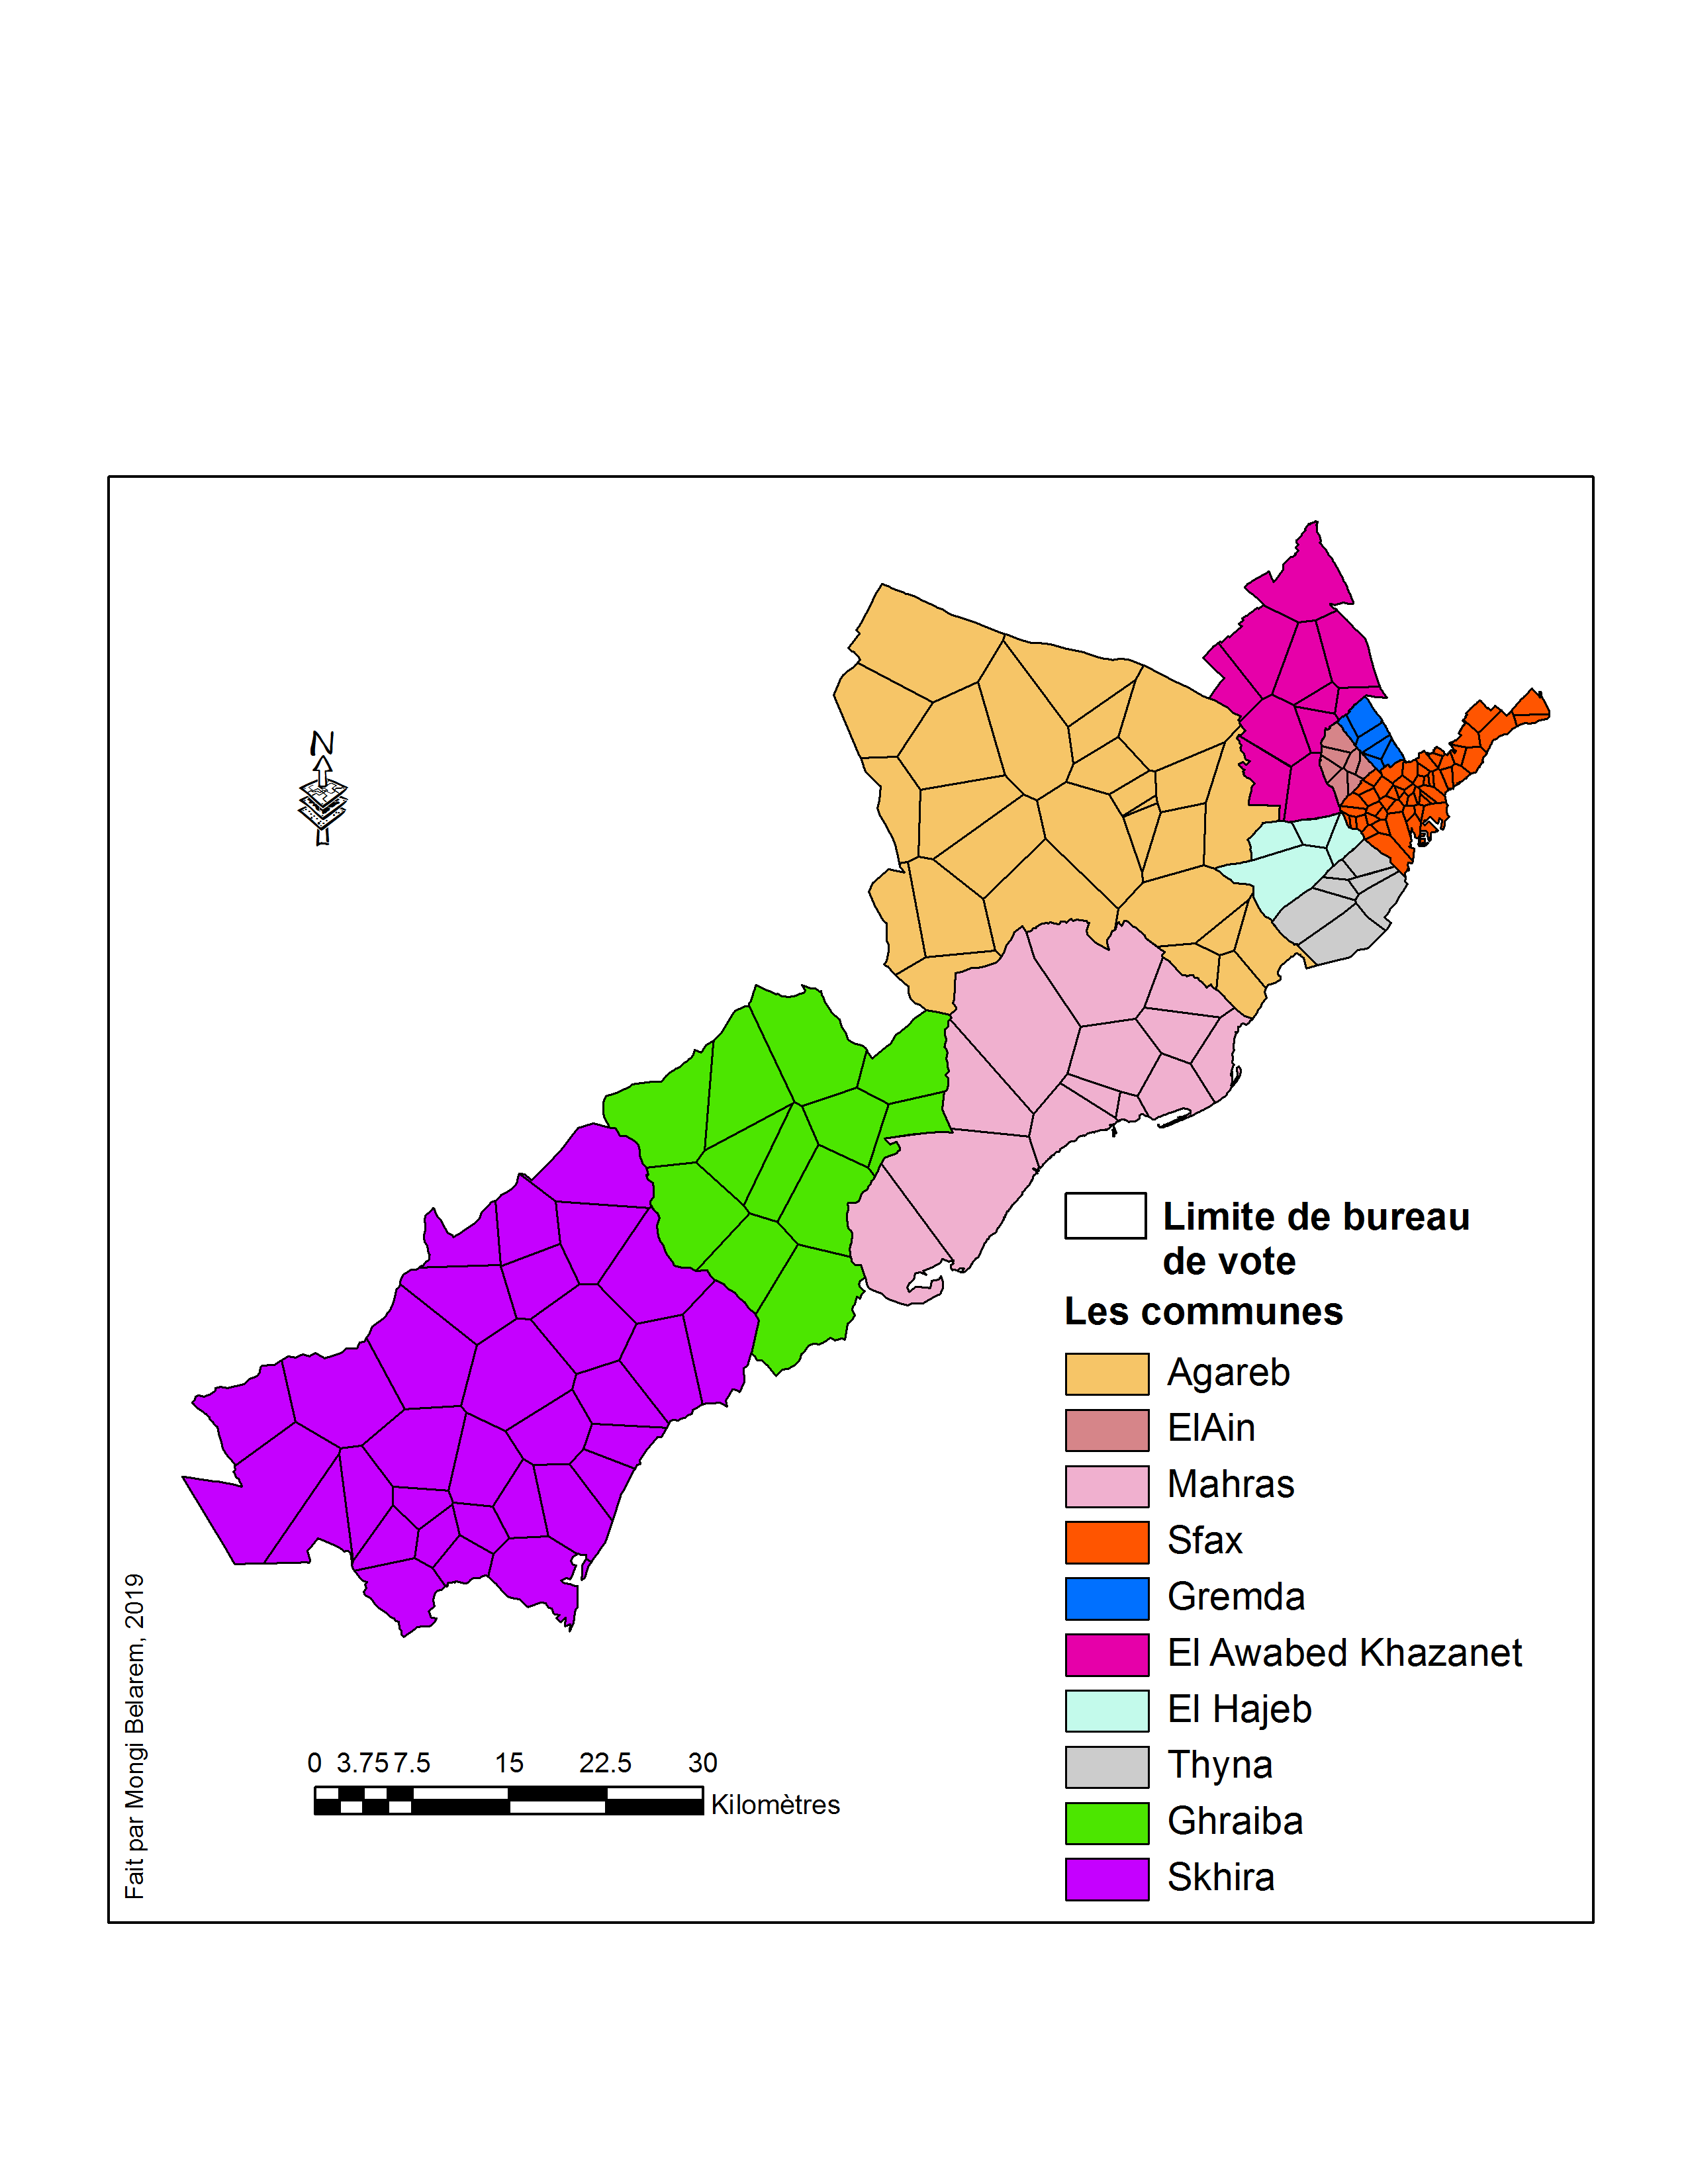 N
Limite de bureau
de vote
Les communes
Agareb
ElAin
Mahras
Sfax
Gremda
El Awabed Khazanet
El Hajeb
Thyna
Ghraiba
Skhira
0 3.75 7.5 15 22.5 30
Kilomètres
Fait par Mongi Belarem, 2019